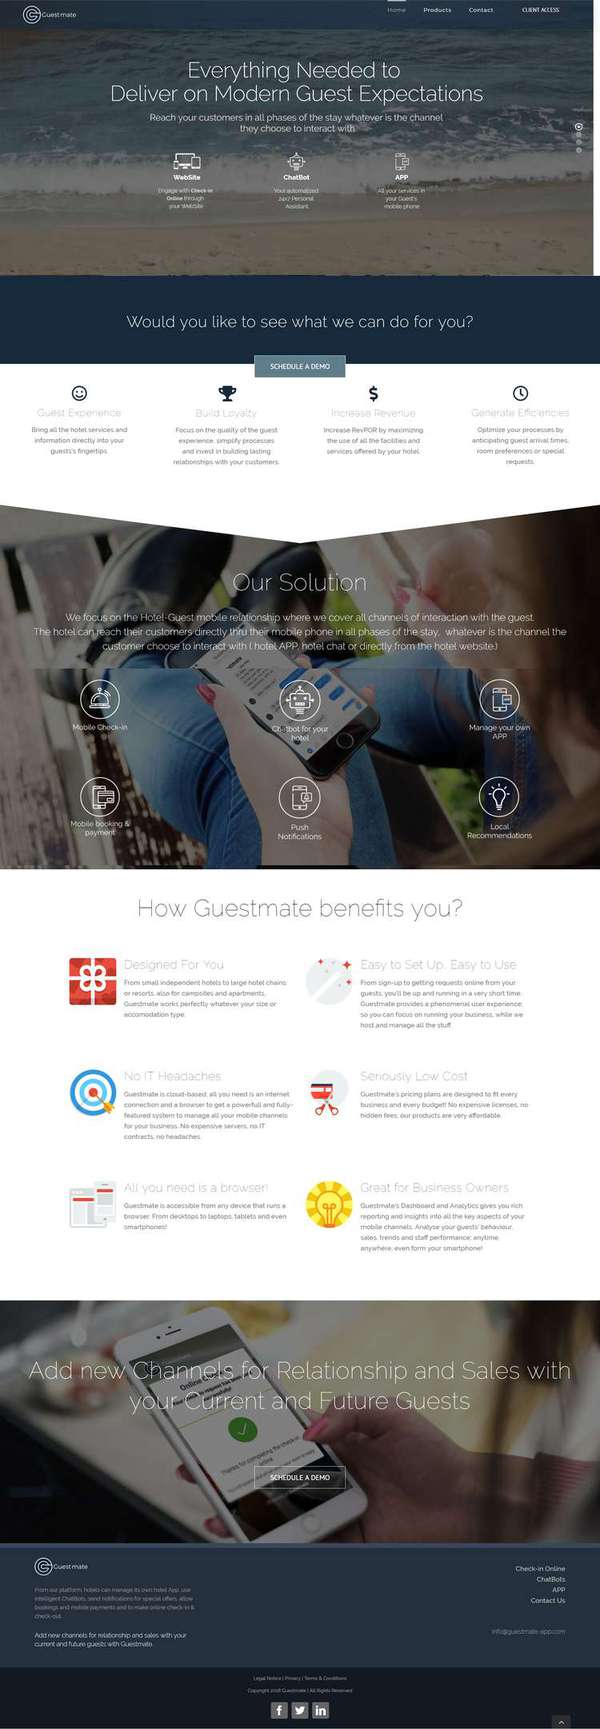 Guestmate
Home Products Contact CLIENT ACCESS
Everything Needed to
Deliver on Modern Guest Expectations
Reach your customers in all phases of the stay whatever is the channel
they choose to interact with.
WebSite
Engage with Check-in
Online through
your WebSite
ChatBot
Your automatized
24x7 Personal
Assistant.
APP
All your services in
your Guest's
mobile phone
Would you like to see what we can do for you?
SCHEDULE A DEMO
Guest Experience
Bring all the hotel services and
information directly into your
guests's fingertips.
Build Loyalty
Focus on the quality of the guest
experience, simplify processes
and invest in building lasting
relationships with your customers.
Increase Revenue
Increase RevPOR by maximizing
the use of all the facilities and
services offered by your hotel.
Generate Efficiencies
Optimize your processes by
anticipating guest arrival times,
room preferences or special
requests.
Our Solution
We focus on the Hotel-Guest mobile relationship where we cover all channels of interaction with the guest.
The hotel can reach their customers directly thru their mobile phone in all phases of the stay, whatever is the channel the
customer choose to interact with ( hotel APP, hotel chat or directly from the hotel website.)
Mobile Check-in
Chatbot for your
hotel
Manage your own
APP
Mobile booking &
payment
Push
Notifications
Local
Recommendations
How Guestmate benefits you?
Designed For You
From small independent hotels to large hotel chains
or resorts, also for campsites and apartments,
Guestmate works perfectly whatever your size or
accomodation type.
Easy to Set Up, Easy to Use
From sign-up to getting requests online from your
guests, you'll be up and running in a very short time.
Guestmate provides a phenomenal user experience,
so you can focus on running your business, while we
host and manage all the stuff.
No IT Headaches
Guestmate is cloud-based, all you need is an internet
connection and a browser to get a powerfull and fully-
featured system to manage all your mobile channels
for your business. No expensive servers, no IT
contracts, no headaches.
Seriously Low Cost
Guestmate's pricing plans are designed to fit every
business and every budget! No expensive licenses, no
hidden fees, our products are very affordable.
All you need is a browser!
Guestmate is accessible from any device that runs a
browser. From desktops to laptops, tablets and even
smartphones!
Great for Business Owners
Guestmate's Dashboard and Analytics gives you rich
reporting and insights into all the key aspects of your
mobile channels. Analyse your guests' behaviour,
sales, trends and staff performance; anytime,
anywhere, even form your smartphone!
Add new Channels for Relationship and Sales with
your Current and Future Guests
Thanks for completing the check-in
SCHEDULE A DEMO
Guestmate
From our platform, hotels can manage its own hotel App, use
intelligent ChatBots, send notifications for special offers, allow
bookings and mobile payments and to make online check-in &
check-out.
Add new channels for relationship and sales with your
current and future guests with Guestmate.
Check-in Online
ChatBots
APP
Contact Us
info@guestmate-app.com
Legal Notice | Privacy | Terms & Conditions
Copyright 2018 Guestmate | All Rights Reserved